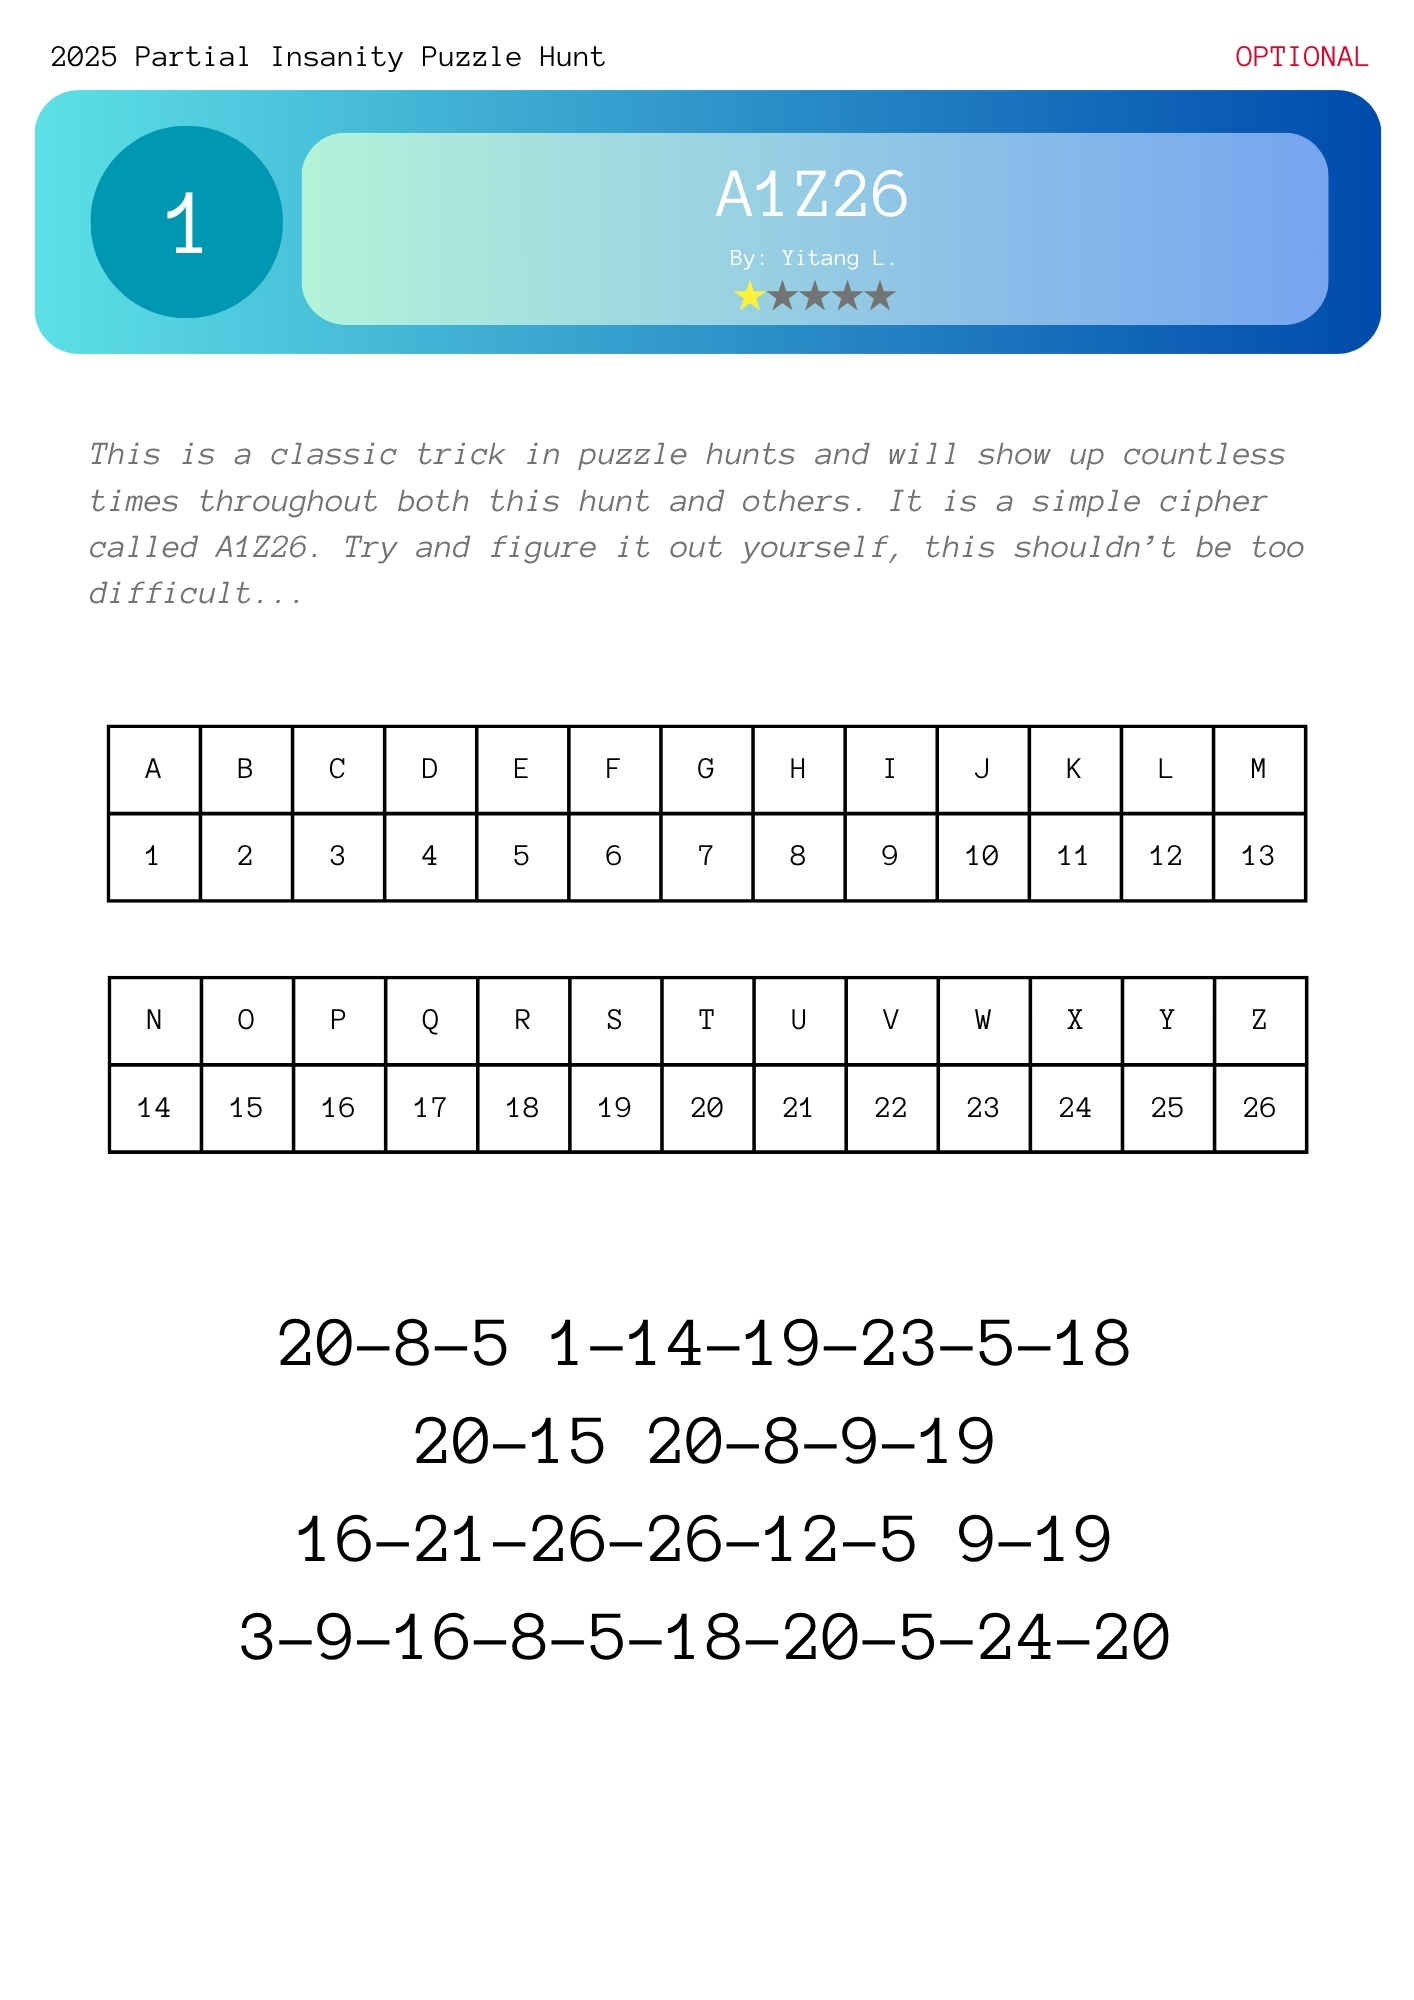 2025 Partial Insanity Puzzle Hunt
OPTIONAL
1
A1Z26
By: Yitang L.
This is a classic trick in puzzle hunts and will show up countless
times throughout both this hunt and others. It is a simple cipher
called A1Z26. Try and figure it out yourself, this shouldn’t be too
difficult...
A B C D E F G H I J K L M
1 2 3 4 5 6 7 8 9 10 11 12 13
N O P Q R S T U V W X Y Z
14 15 16 17 18 19 20 21 22 23 24 25 26
20–8–5 1–14–19–23–5–18
20–15 20–8–9–19
16–21–26–26–12–5 9–19
3–9–16–8–5–18–20–5–24–20